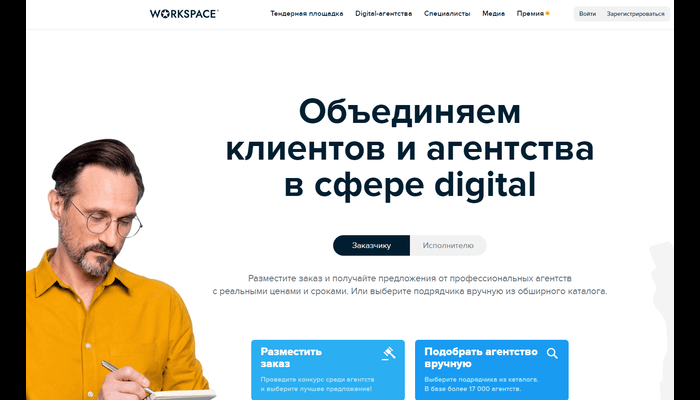 WORKSPACE
Тендерная площадка Digital-агентства Специалисты Медиа Премия
Войти Зарегистрироваться
Объединяем
клиентов и агентства
в сфере digital
Заказчику Исполнителю
Разместите заказ и получайте предложения от профессиональных агентств
с реальными ценами и сроками. Или выберите подрядчика вручную из обширного каталога.
Разместить
заказ
Проведите конкурс среди агентств
и выберите лучшее предложение!
Подобрать агентство
вручную
Выберите подрядчика из каталога.
В базе более 17 000 агентств.